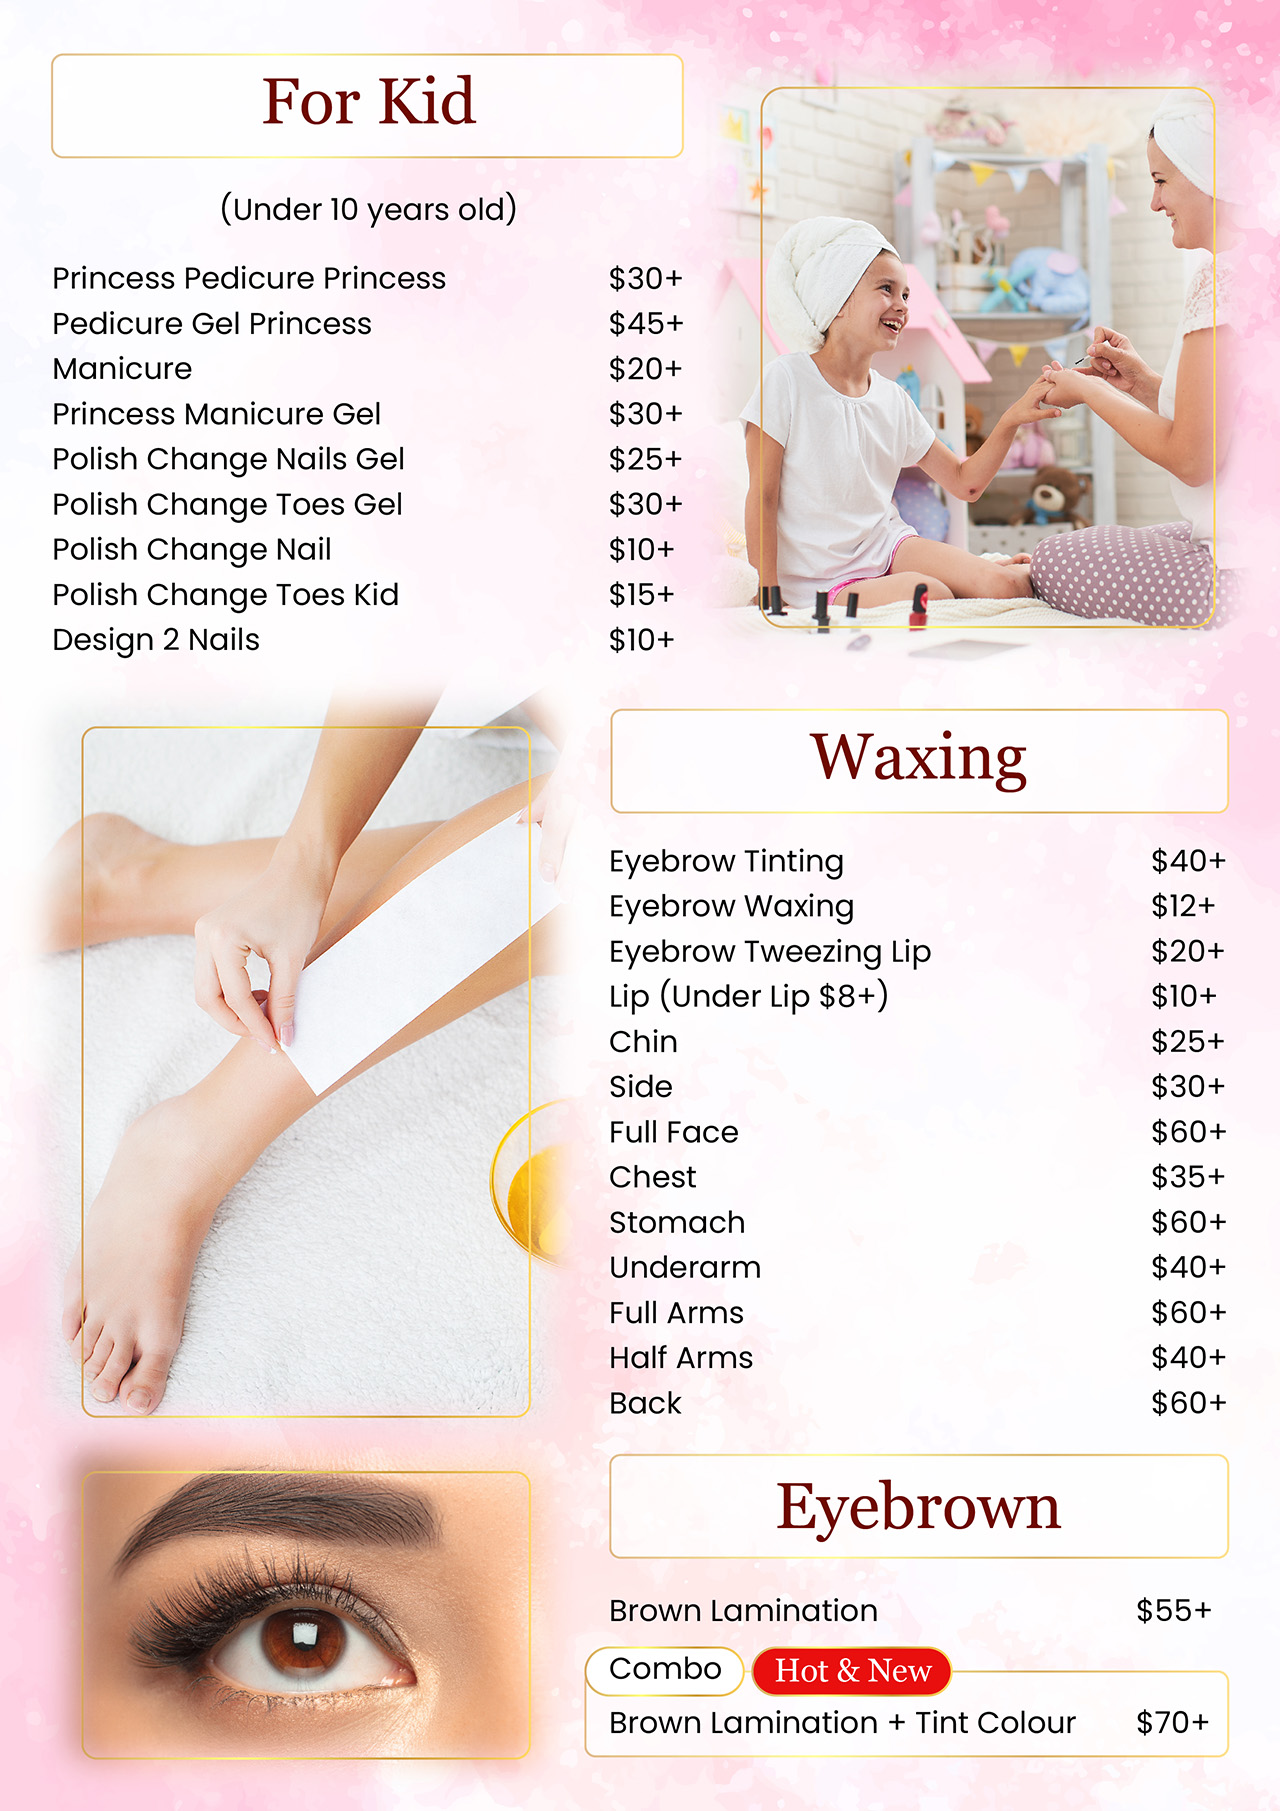 For Kid
(Under 10 years old)
Princess Pedicure Princess $30+
Pedicure Gel Princess $45+
Manicure $20+
Princess Manicure Gel $30+
Polish Change Nails Gel $25+
Polish Change Toes Gel $30+
Polish Change Nail $10+
Polish Change Toes Kid $15+
Design 2 Nails $10+
Waxing
Eyebrow Tinting $40+
Eyebrow Waxing $12+
Eyebrow Tweezing Lip $20+
Lip (Under Lip $8+) $10+
Chin $25+
Side $30+
Full Face $60+
Chest $35+
Stomach $60+
Underarm $40+
Full Arms $60+
Half Arms $40+
Back $60+
Eyebrown
Brown Lamination $55+
Combo Hot & New
Brown Lamination + Tint Colour $70+